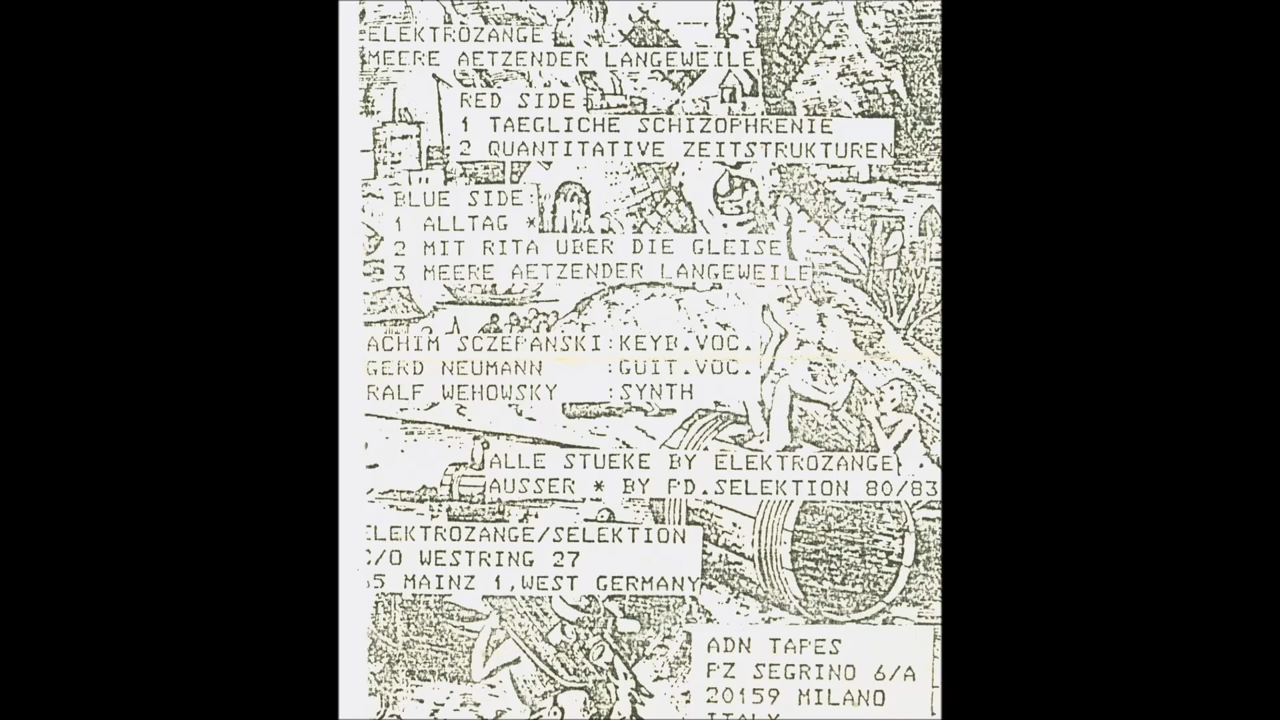 ELEKTROZANGE
MEERE AETZENDER LANGEWEILE
RED SIDE:
1 TAEGLICHE SCHIZOPHRENIE
2 QUANTITATIVE ZEITSTRUKTUREN
BLUE SIDE:
1 ALLTAG *
2 MIT RITA UBER DIE GLEISE
3 MEERE AETZENDER LANGEWEILE
ACHIM SCZEPANSKI:KEYB.VOC.
GERD NEUMANN :GUIT.VOC.
RALF WEHOWSKY :SYNTH
ALLE STUEKE BY ELEKTROZANGE
AUSSER * BY PD.SELEKTION 80/83
ELEKTROZANGE/SELEKTION
C/O WESTRING 27
65 MAINZ 1,WEST GERMANY
ADN TAPES
PZ SEGRINO 6/A
20159 MILANO
ITALY